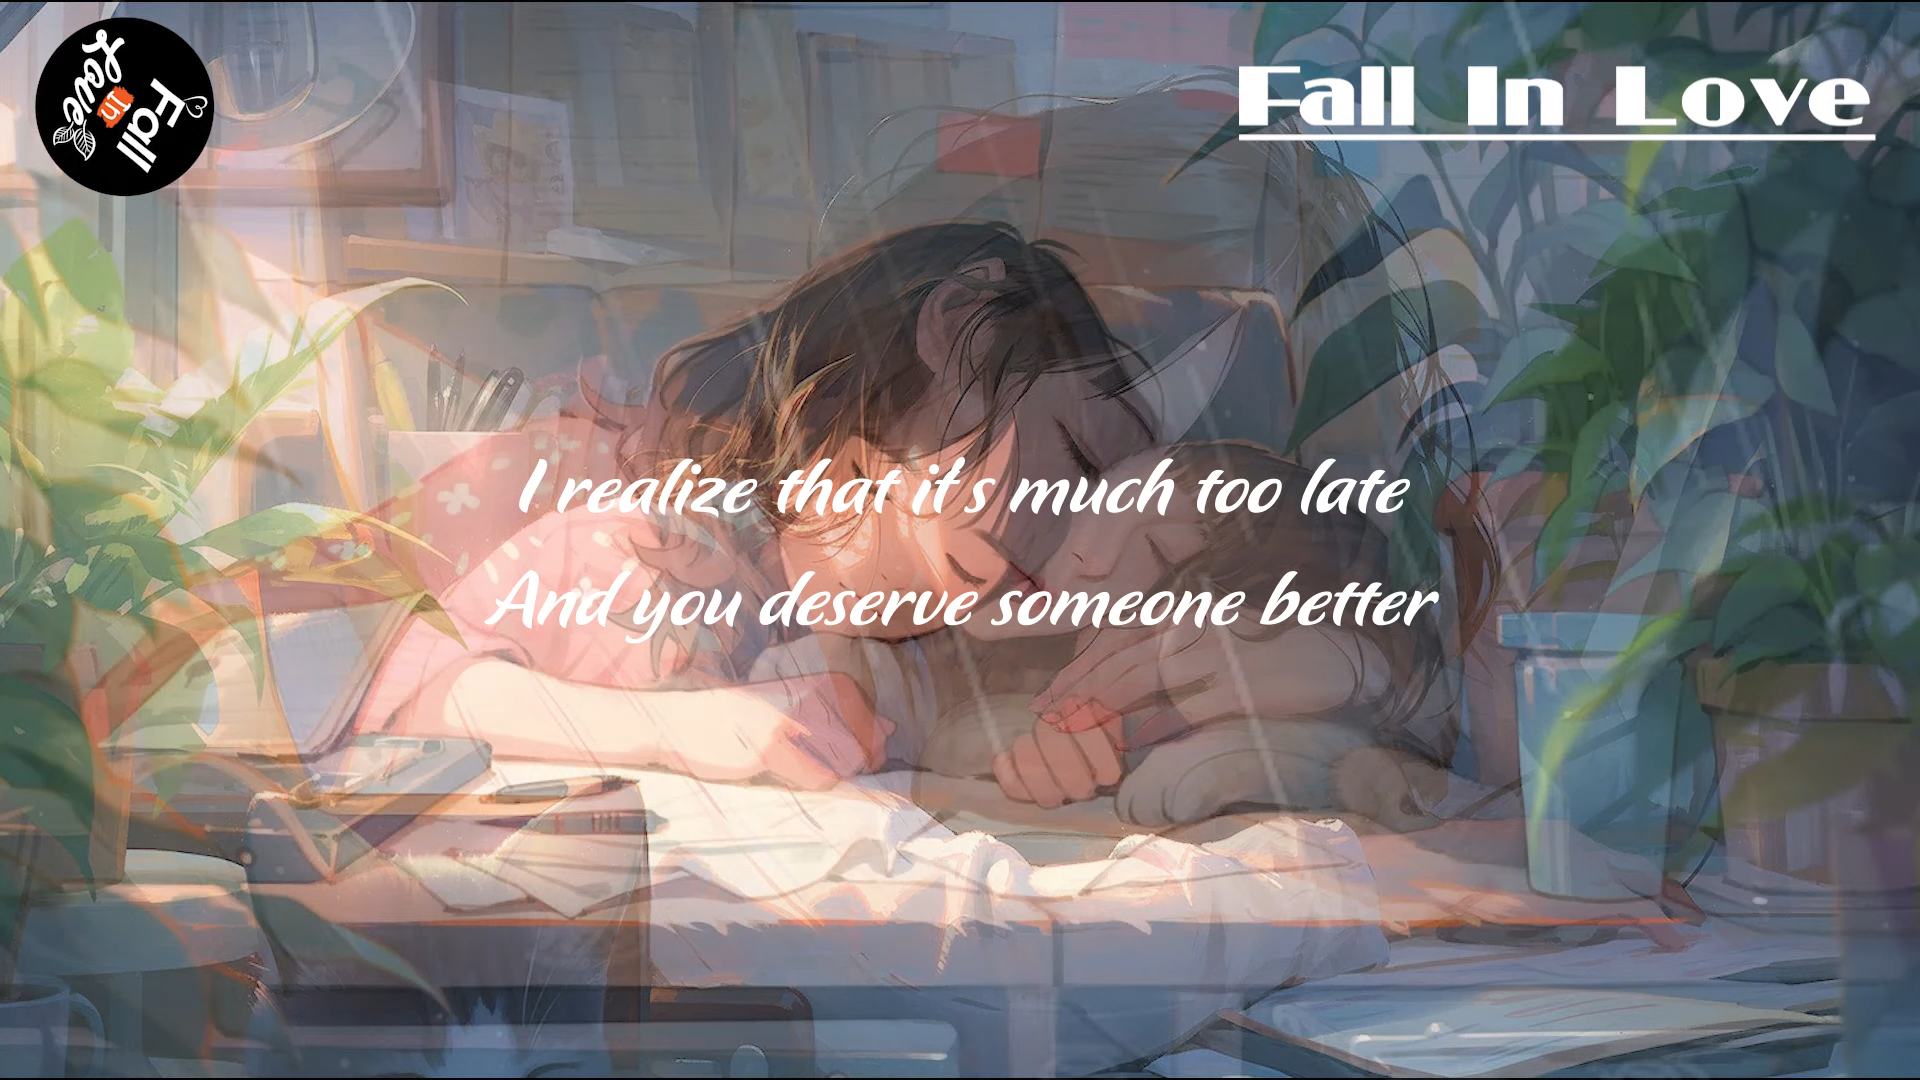 Fall
In
Love
Fall In Love
I realize that it's much too late
And you deserve someone better